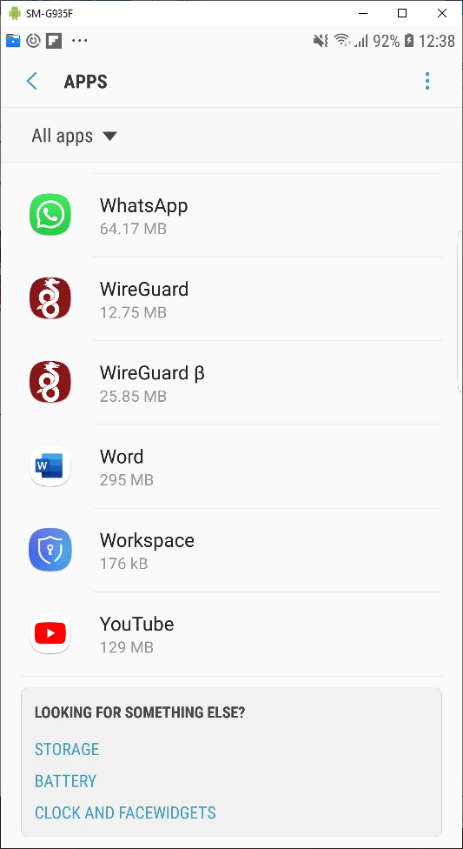 SM-G935F
92% 12:38
APPS
All apps
WhatsApp
64.17 MB
WireGuard
12.75 MB
WireGuard β
25.85 MB
Word
295 MB
Workspace
176 kB
YouTube
129 MB
LOOKING FOR SOMETHING ELSE?
STORAGE
BATTERY
CLOCK AND FACEWIDGETS